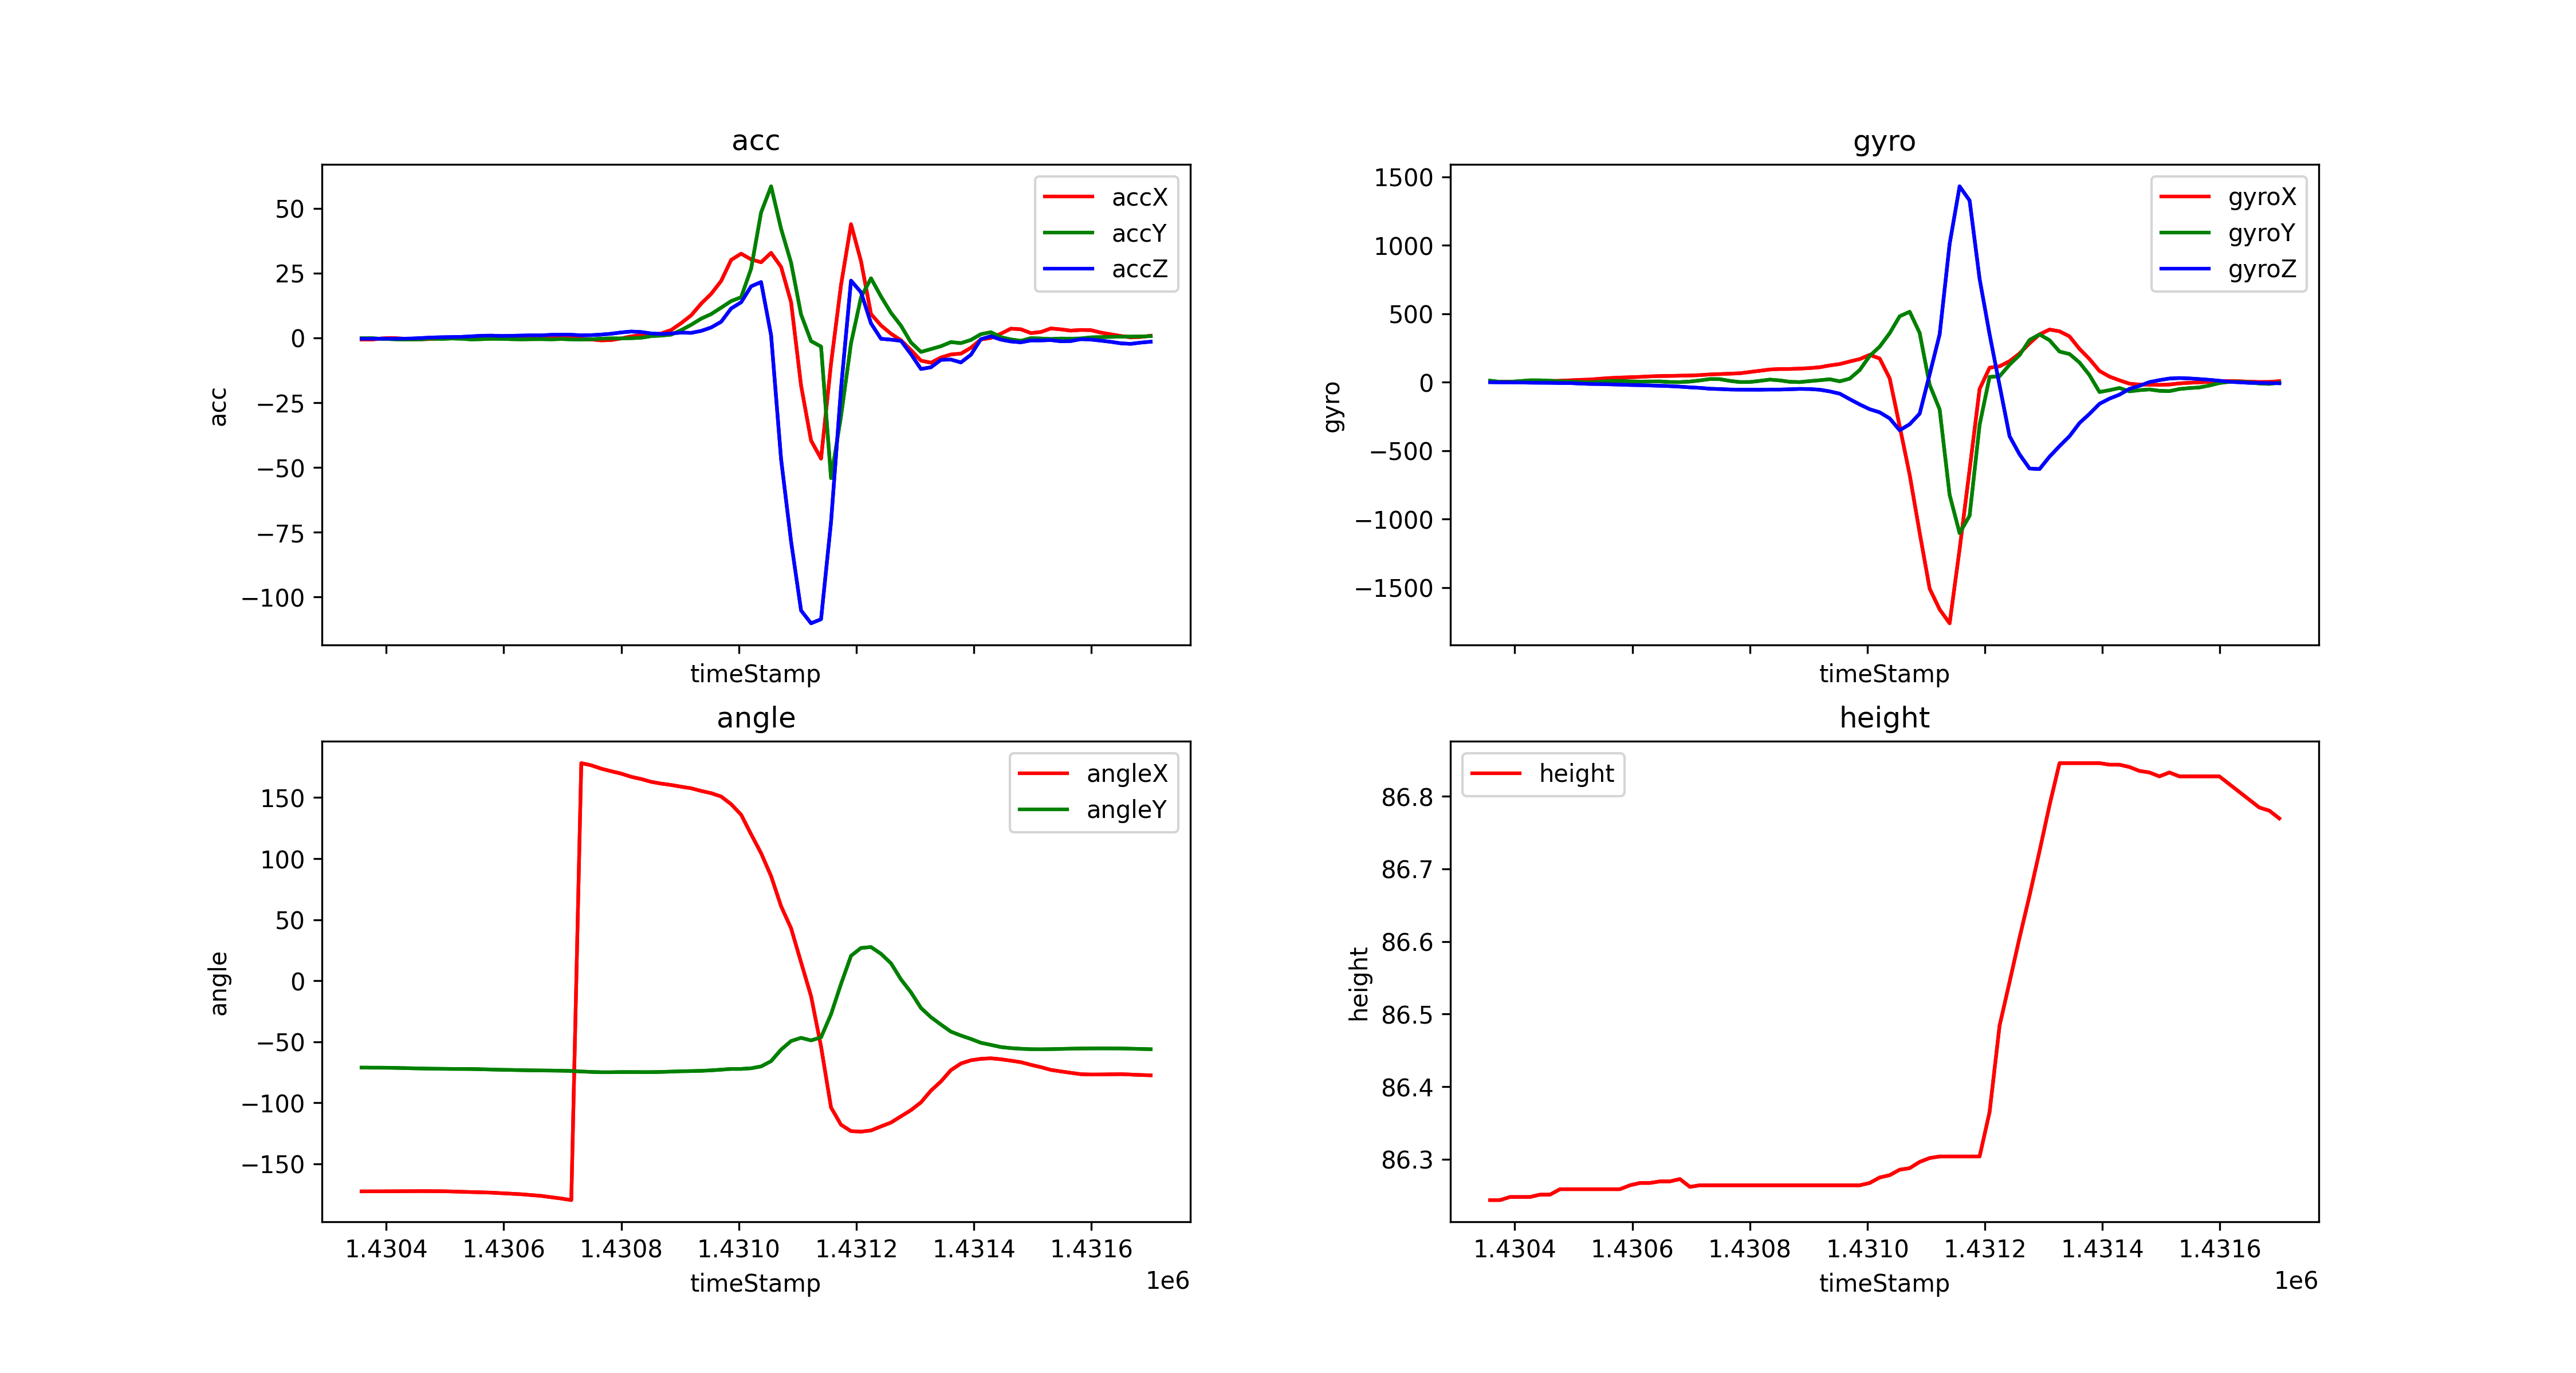 acc
50
25
0
−25
−50
−75
−100
acc
accX
accY
accZ
timeStamp
gyro
1500
1000
500
0
−500
−1000
−1500
gyro
gyroX
gyroY
gyroZ
timeStamp
angle
150
100
50
0
−50
−100
−150
angle
angleX
angleY
1.4304 1.4306 1.4308 1.4310 1.4312 1.4314 1.4316
timeStamp
1e6
height
86.8
86.7
86.6
86.5
86.4
86.3
height
height
1.4304 1.4306 1.4308 1.4310 1.4312 1.4314 1.4316
timeStamp
1e6